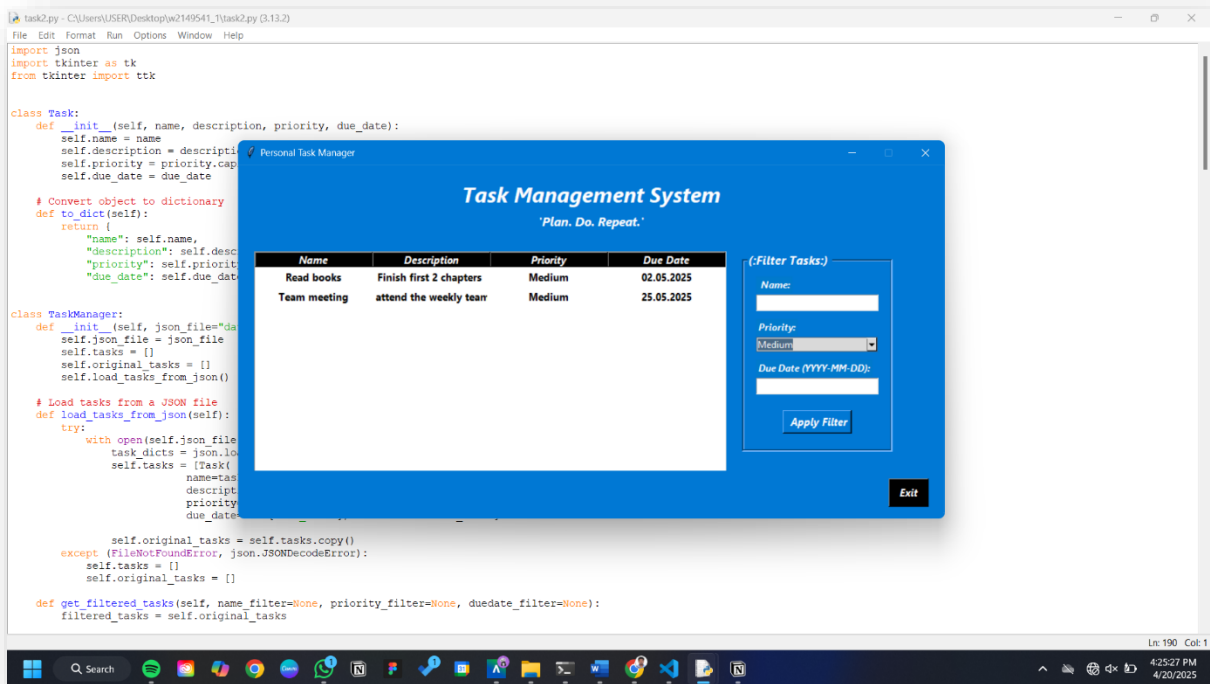 task2.py - C:\Users\USER\Desktop\w2149541_1\task2.py (3.13.2)
File Edit Format Run Options Window Help
import json
import tkinter as tk
from tkinter import ttk
class Task:
def __init__(self, name, description, priority, due_date):
self.name = name
self.description = descripti
self.priority = priority.cap
self.due_date = due_date
# Convert object to dictionary
def to_dict(self):
return {
"name": self.name,
"description": self.desc
"priority": self.priorit
"due_date": self.due_dat
class TaskManager:
def __init__(self, json_file="da
self.json_file = json_file
self.tasks = []
self.original_tasks = []
self.load_tasks_from_json()
# Load tasks from a JSON file
def load_tasks_from_json(self):
try:
with open(self.json_file
task_dicts = json.lo
self.tasks = [Task(
name=tas
descript
priority
due_date=
self.original_tasks = self.tasks.copy()
except (FileNotFoundError, json.JSONDecodeError):
self.tasks = []
self.original_tasks = []
def get_filtered_tasks(self, name_filter=None, priority_filter=None, duedate_filter=None):
filtered_tasks = self.original_tasks
Personal Task Manager
Task Management System
'Plan. Do. Repeat.'
Name Description Priority Due Date
Read books Finish first 2 chapters Medium 02.05.2025
Team meeting attend the weekly team Medium 25.05.2025
(:Filter Tasks:)
Name:
Priority:
Medium
Due Date (YYYY-MM-DD):
Apply Filter
Exit
Ln: 190 Col: 1
Search
4:25:27 PM
4/20/2025